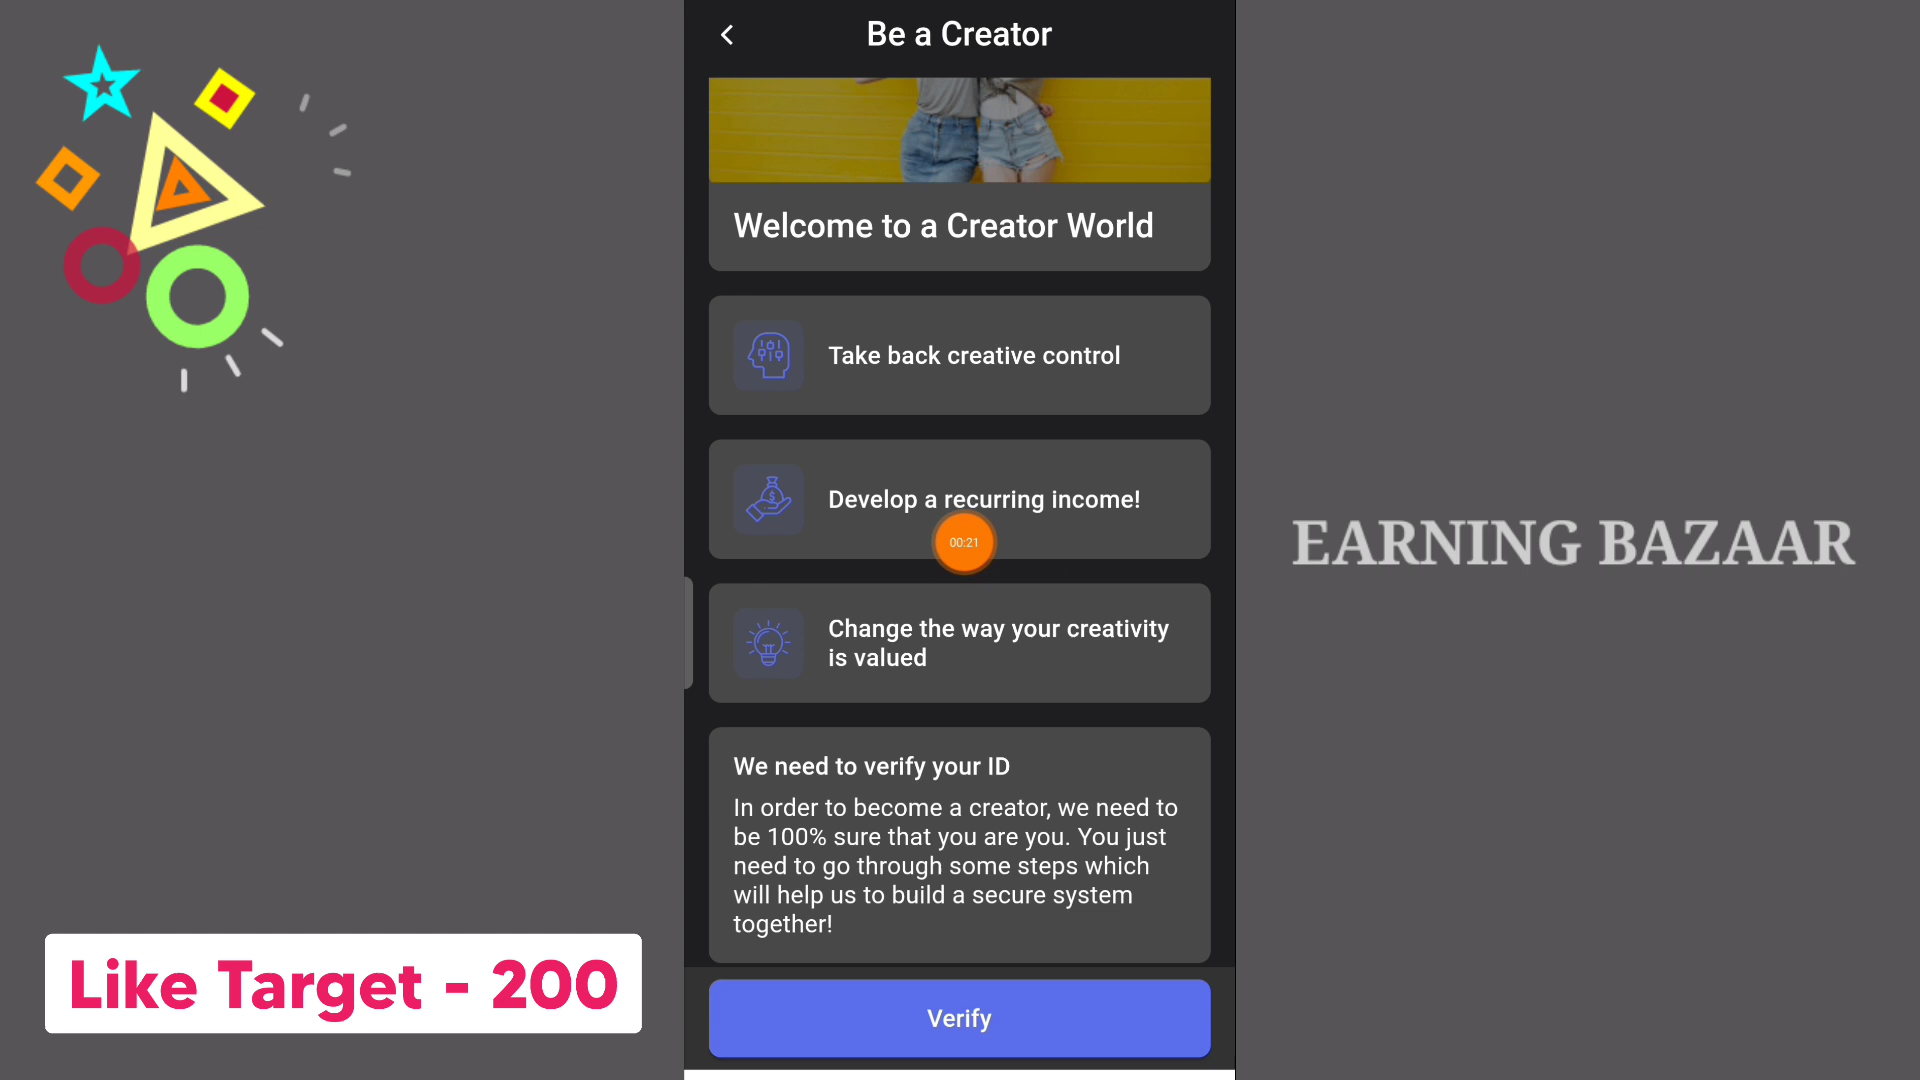 Be a Creator
Welcome to a Creator World
Take back creative control
Develop a recurring income!
00:21
Change the way your creativity
is valued
We need to verify your ID
In order to become a creator, we need to
be 100% sure that you are you. You just
need to go through some steps which
will help us to build a secure system
together!
Verify
Like Target - 200
EARNING BAZAAR